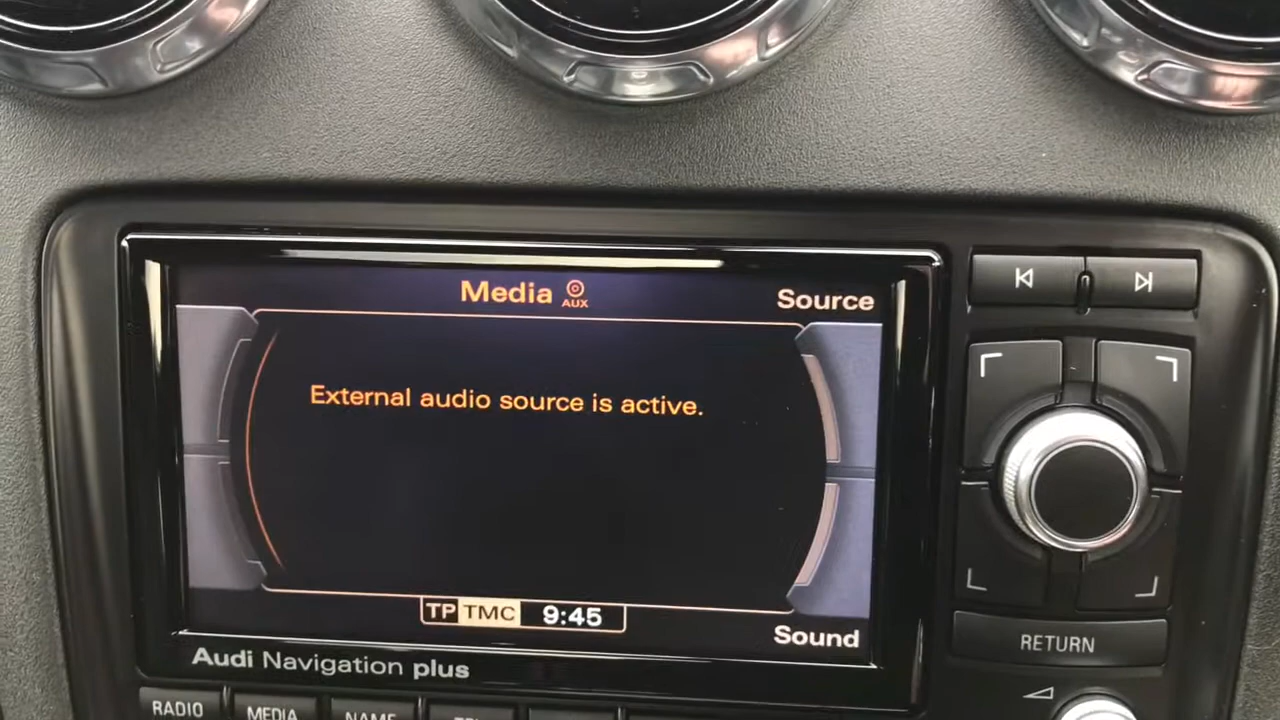 Media AUX
Source
External audio source is active.
TP TMC 9:45
Sound
Audi Navigation plus
RETURN
RADIO
MEDIA
NAME